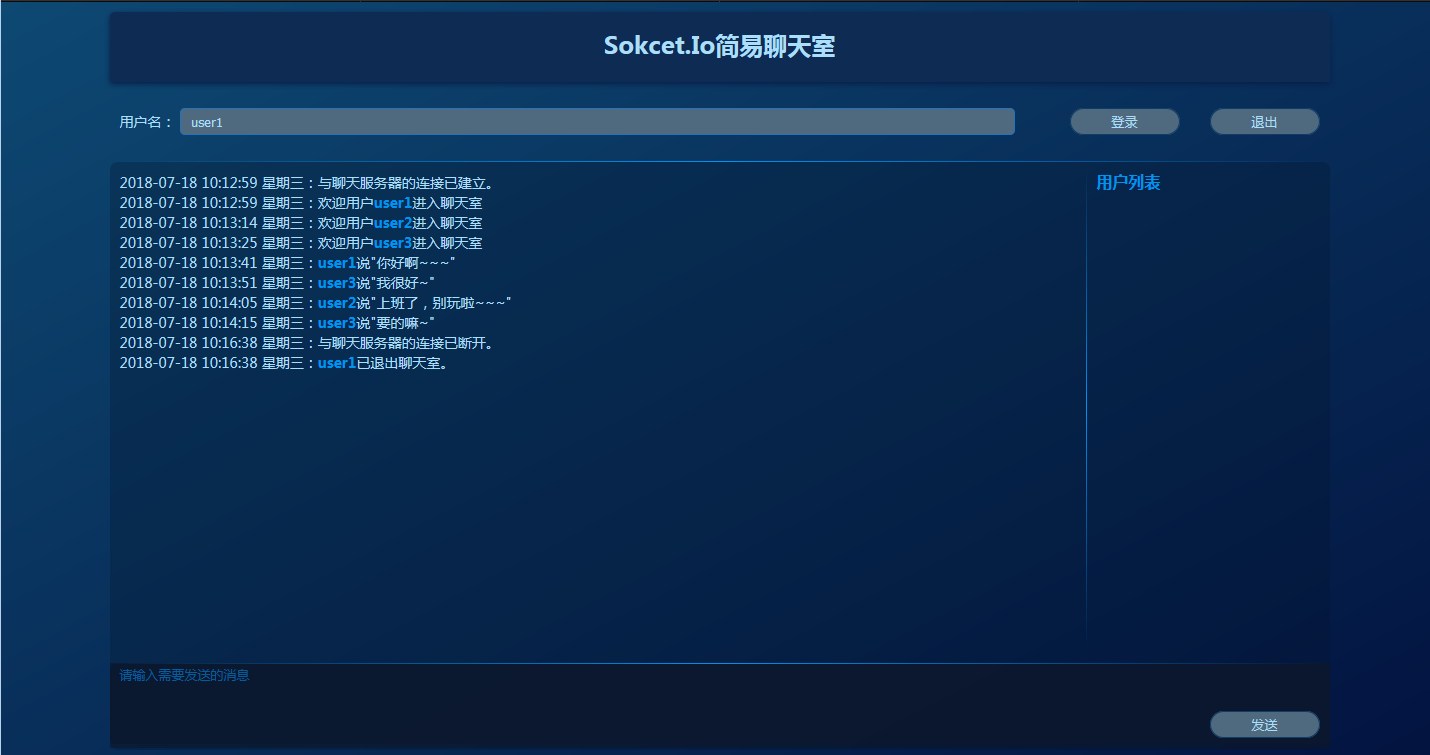 Sokcet.Io简易聊天室
用户名： user1 登录 退出
2018-07-18 10:12:59 星期三：与聊天服务器的连接已建立。
2018-07-18 10:12:59 星期三：欢迎用户user1进入聊天室
2018-07-18 10:13:14 星期三：欢迎用户user2进入聊天室
2018-07-18 10:13:25 星期三：欢迎用户user3进入聊天室
2018-07-18 10:13:41 星期三：user1说"你好啊~~~"
2018-07-18 10:13:51 星期三：user3说"我很好~"
2018-07-18 10:14:05 星期三：user2说"上班了，别玩啦~~~"
2018-07-18 10:14:15 星期三：user3说"要的嘛~"
2018-07-18 10:16:38 星期三：与聊天服务器的连接已断开。
2018-07-18 10:16:38 星期三：user1已退出聊天室。
用户列表
请输入需要发送的消息
发送